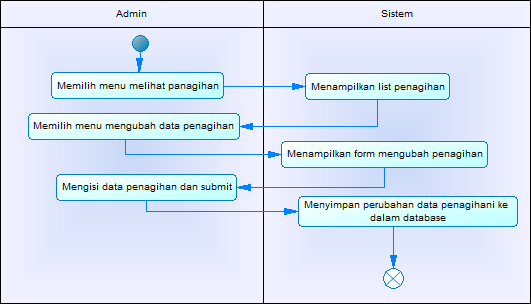 Admin
Sistem
Memilih menu melihat panagihan
Menampilkan list penagihan
Memilih menu mengubah data penagihan
Menampilkan form mengubah penagihan
Mengisi data penagihan dan submit
Menyimpan perubahan data penagihani ke
dalam database